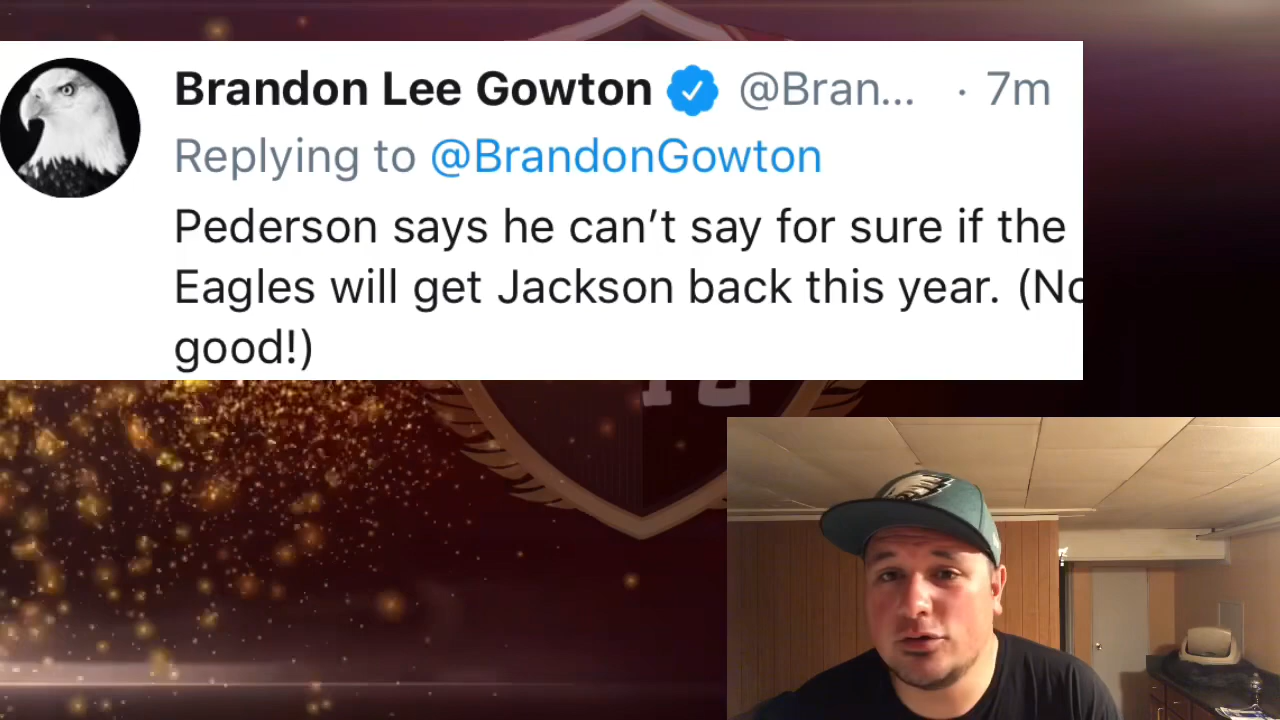 Brandon Lee Gowton @Bran... · 7m
Replying to @BrandonGowton
Pederson says he can’t say for sure if the
Eagles will get Jackson back this year. (No
good!)